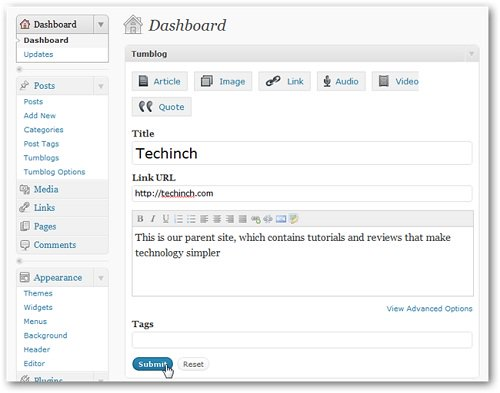 Dashboard
Dashboard
Updates
Posts
Posts
Add New
Categories
Post Tags
Tumblogs
Tumblog Options
Media
Links
Pages
Comments
Appearance
Themes
Widgets
Menus
Background
Header
Editor
Plugins
Dashboard
Tumblog
Article Image Link Audio Video
Quote
Title
Techinch
Link URL
http://techinch.com
B I U
This is our parent site, which contains tutorials and reviews that make
technology simpler
View Advanced Options
Tags
Submit Reset